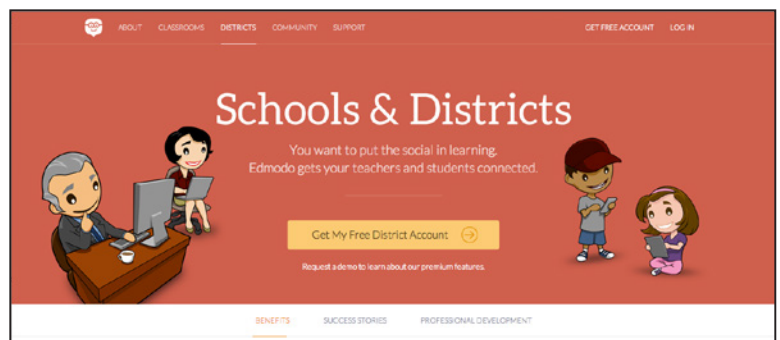 ABOUT CLASSROOMS DISTRICTS COMMUNITY SUPPORT GET FREE ACCOUNT LOG IN
Schools & Districts
You want to put the social in learning.
Edmodo gets your teachers and students connected.
Get My Free District Account
Request a demo to learn about our premium features.
BENEFITS SUCCESS STORIES PROFESSIONAL DEVELOPMENT